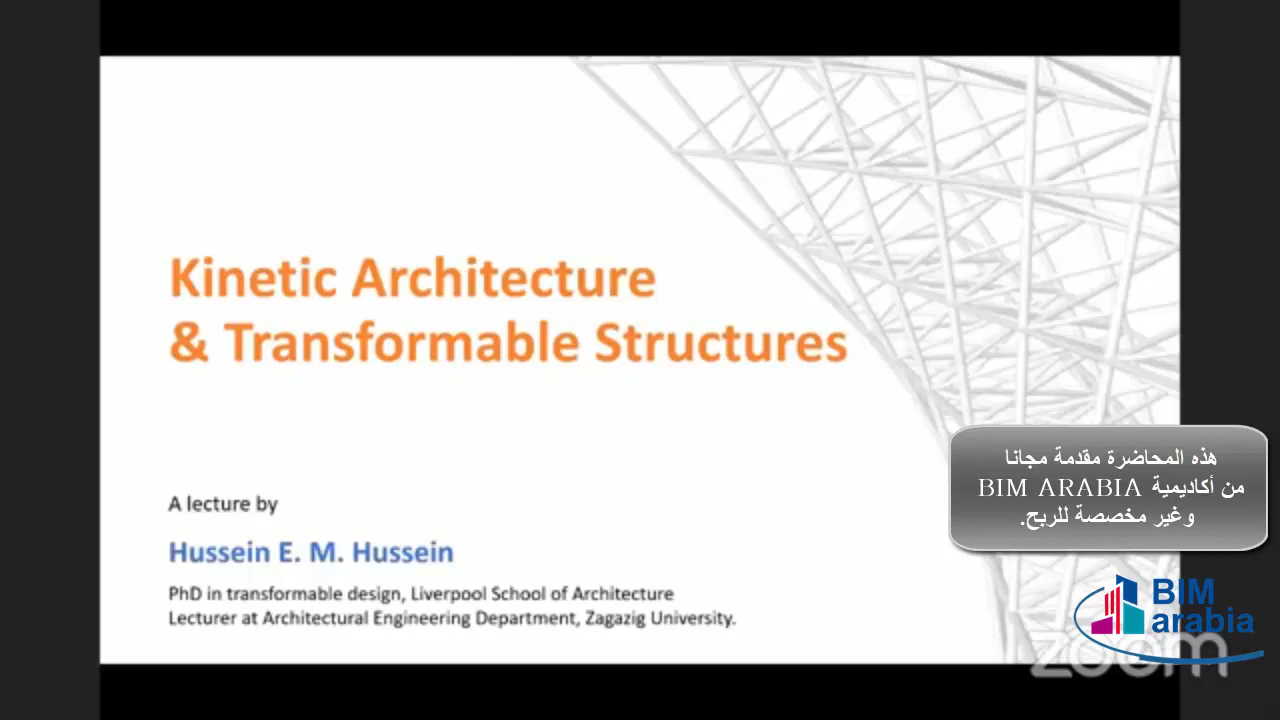 Kinetic Architecture
& Transformable Structures
A lecture by
Hussein E. M. Hussein
PhD in transformable design, Liverpool School of Architecture
Lecturer at Architectural Engineering Department, Zagazig University.
هذه المحاضرة مقدمة مجانا
من أكاديمية BIM ARABIA
وغير مخصصة للربح.
BIM
arabia
zoom